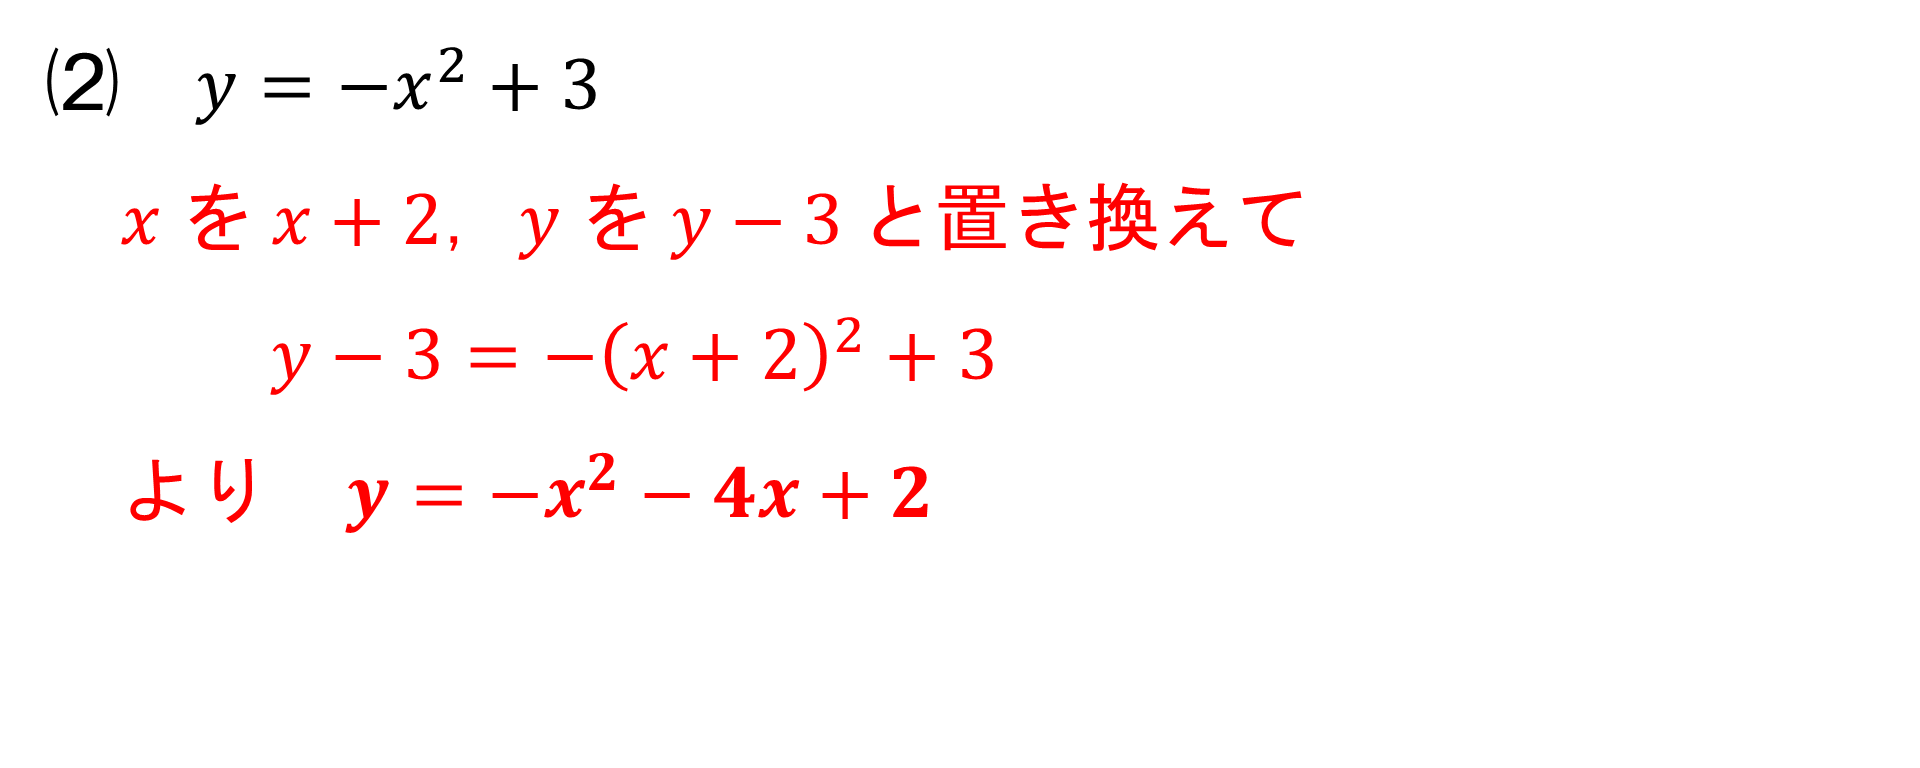 ⑵ y = −x² + 3
x を x + 2, y を y − 3 と置き換えて
y − 3 = −(x + 2)² + 3
より y = −x² − 4x + 2